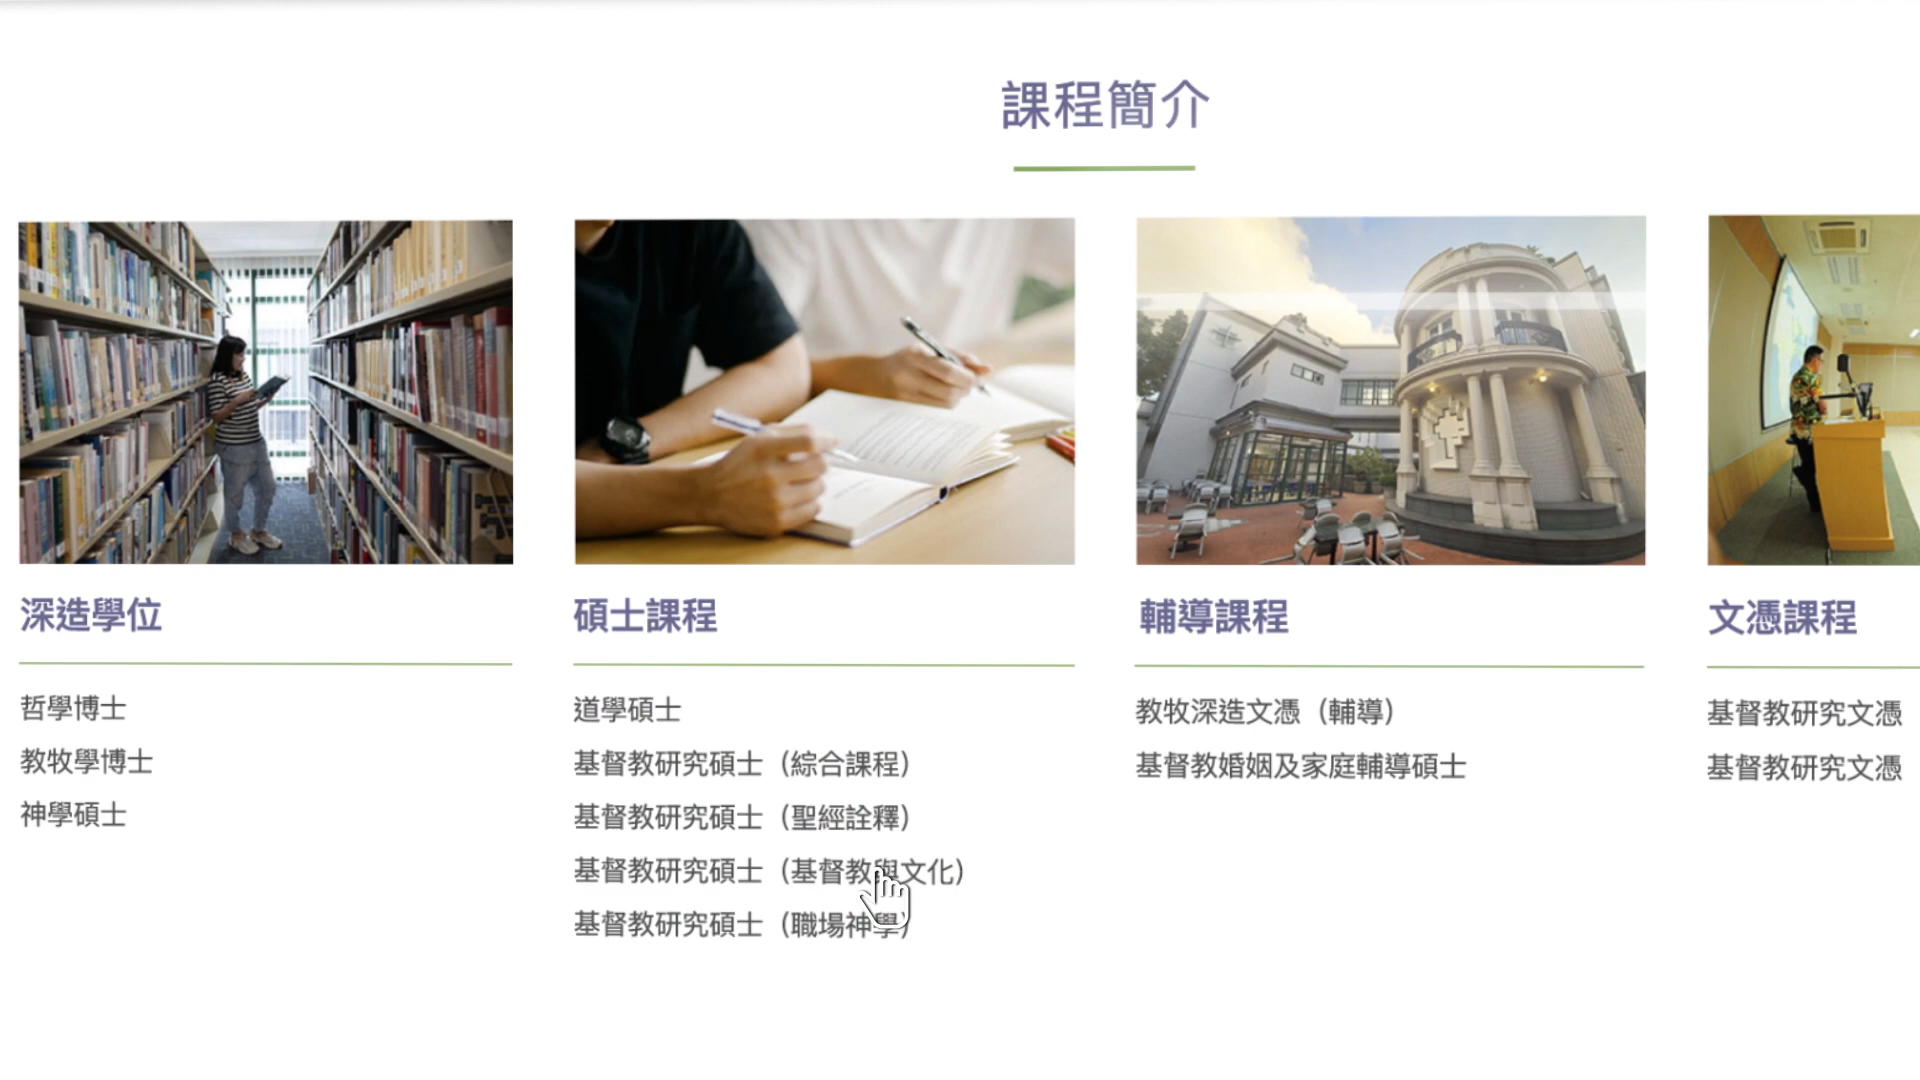 課程簡介
深造學位
哲學博士
教牧學博士
神學碩士
碩士課程
道學碩士
基督教研究碩士（綜合課程）
基督教研究碩士（聖經詮釋）
基督教研究碩士（基督教與文化）
基督教研究碩士（職場神學）
輔導課程
教牧深造文憑（輔導）
基督教婚姻及家庭輔導碩士
文憑課程
基督教研究文憑
基督教研究文憑